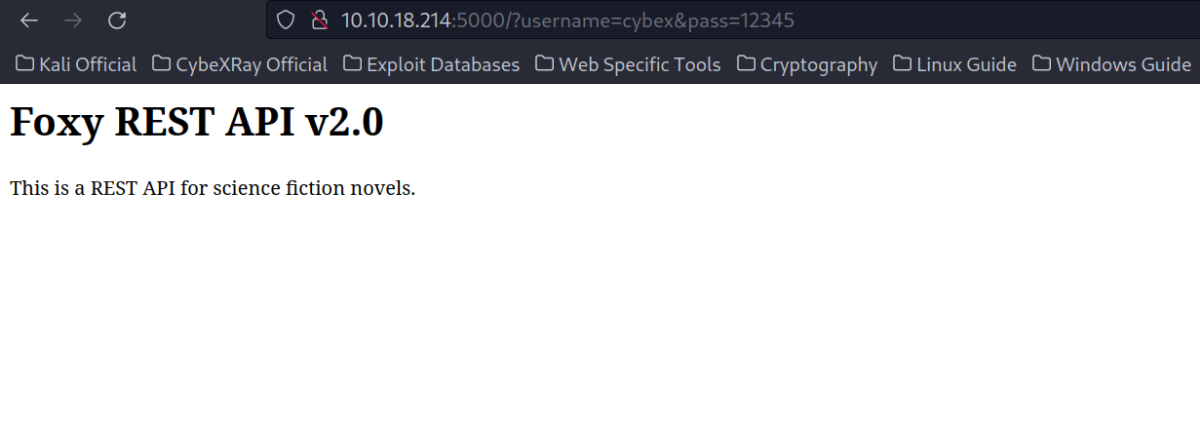 10.10.18.214:5000/?username=cybex&pass=12345
Kali Official CybeXRay Official Exploit Databases Web Specific Tools Cryptography Linux Guide Windows Guide
Foxy REST API v2.0
This is a REST API for science fiction novels.